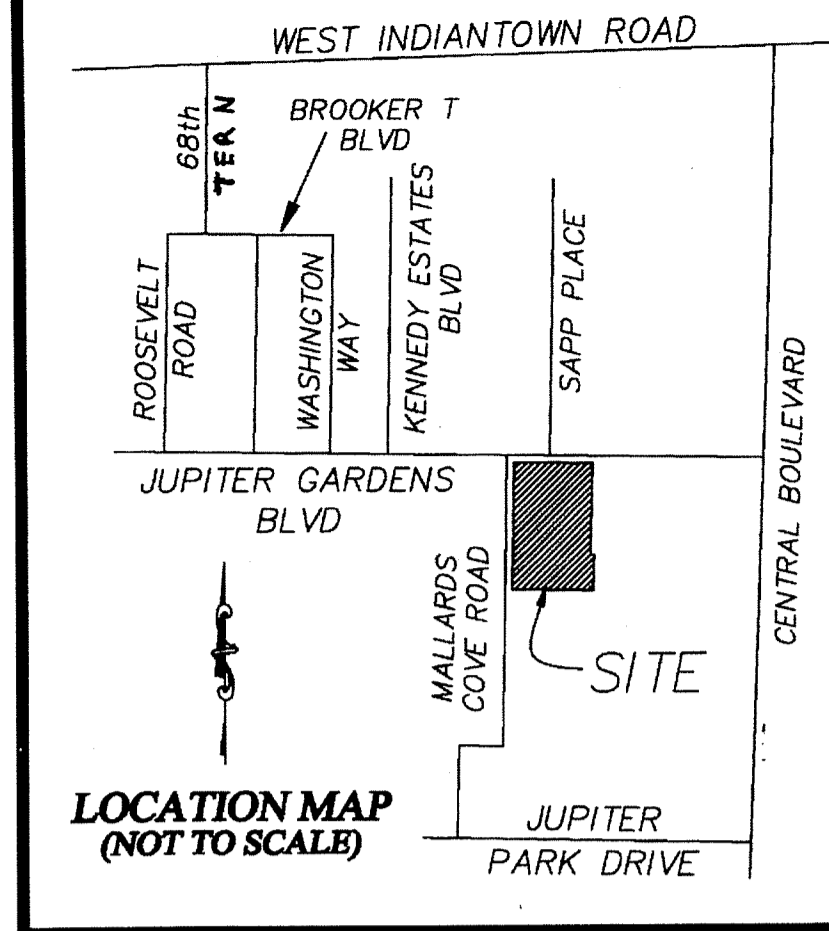 WEST INDIANTOWN ROAD
68th
TER N
BROOKER T
BLVD
ROOSEVELT
ROAD
WASHINGTON
WAY
KENNEDY ESTATES
BLVD
SAPP PLACE
CENTRAL BOULEVARD
JUPITER GARDENS
BLVD
MALLARDS
COVE ROAD
SITE
LOCATION MAP
(NOT TO SCALE)
JUPITER
PARK DRIVE